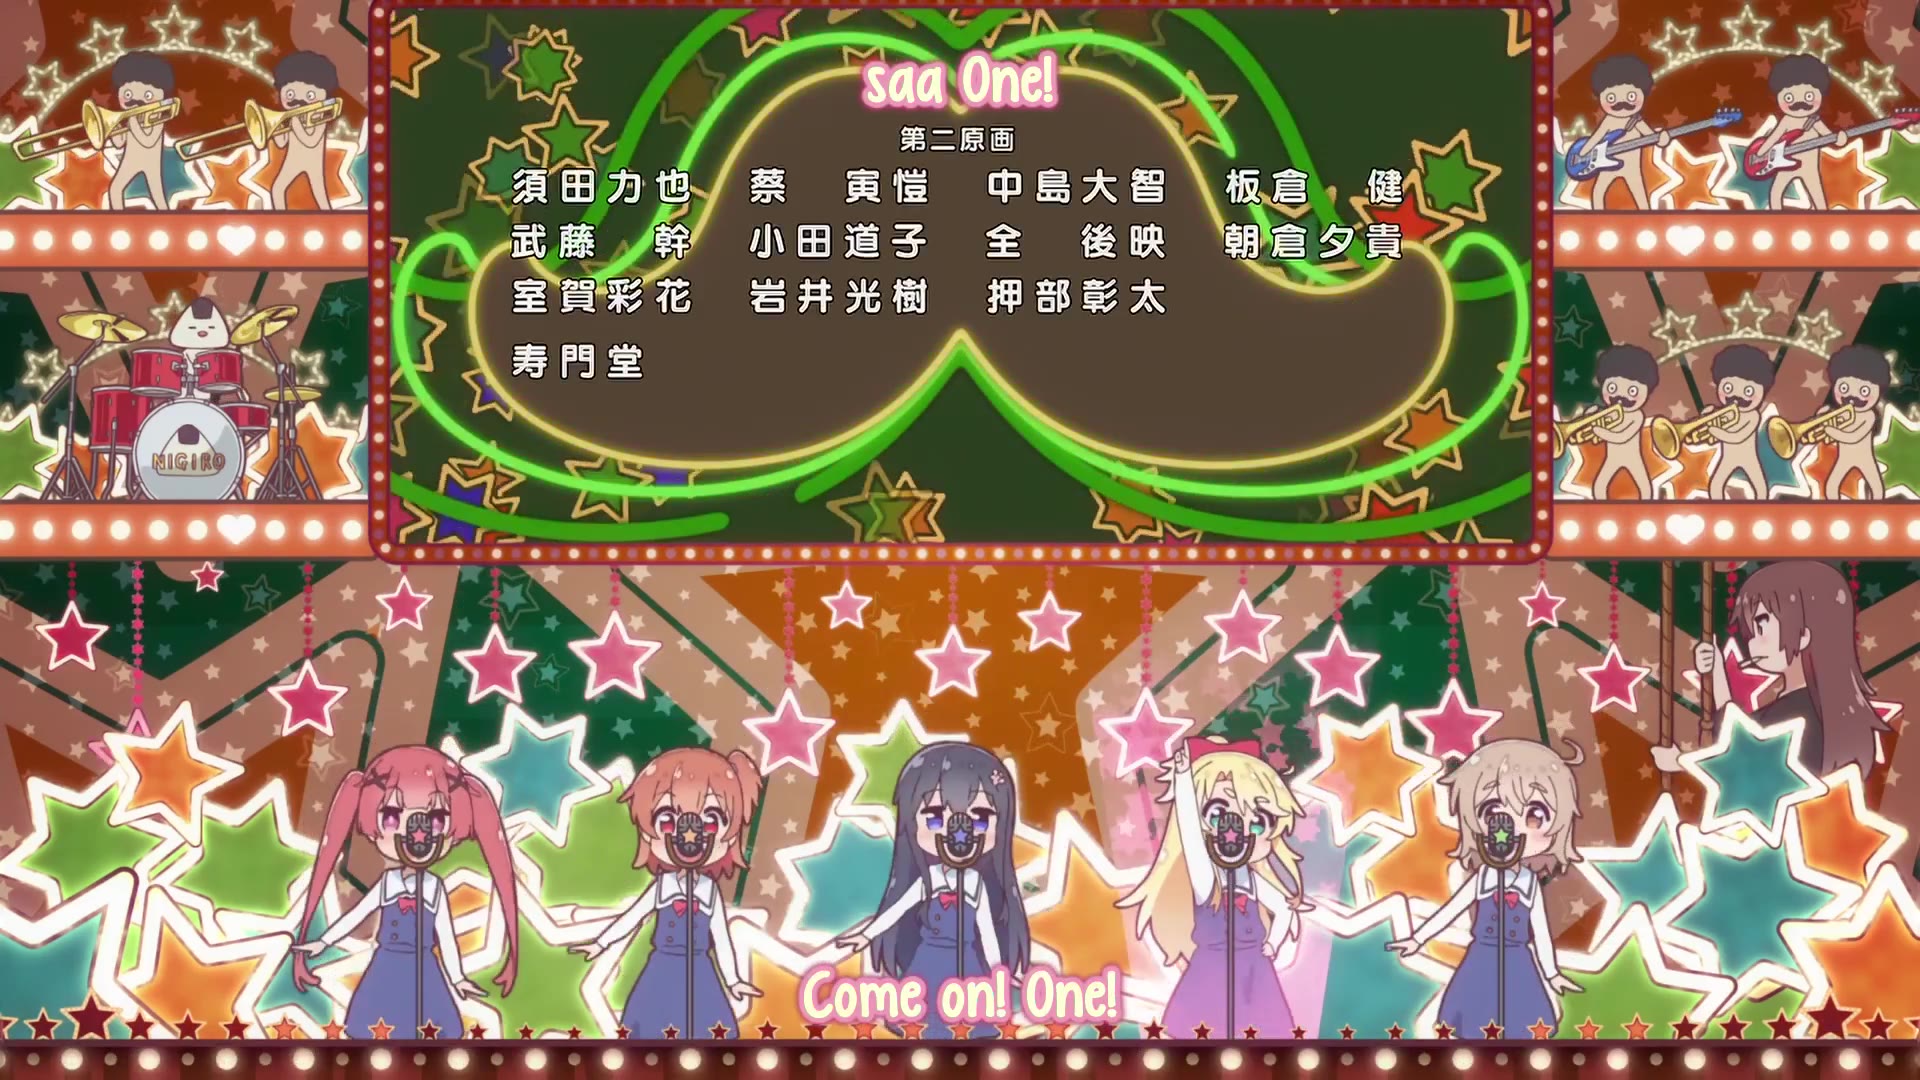 saa One!
第二原画
須田力也 蔡 寅愷 中島大智 板倉 健
武藤 幹 小田道子 全 後映 朝倉夕貴
室賀彩花 岩井光樹 押部彰太
寿門堂
NIGIRO
Come on! One!